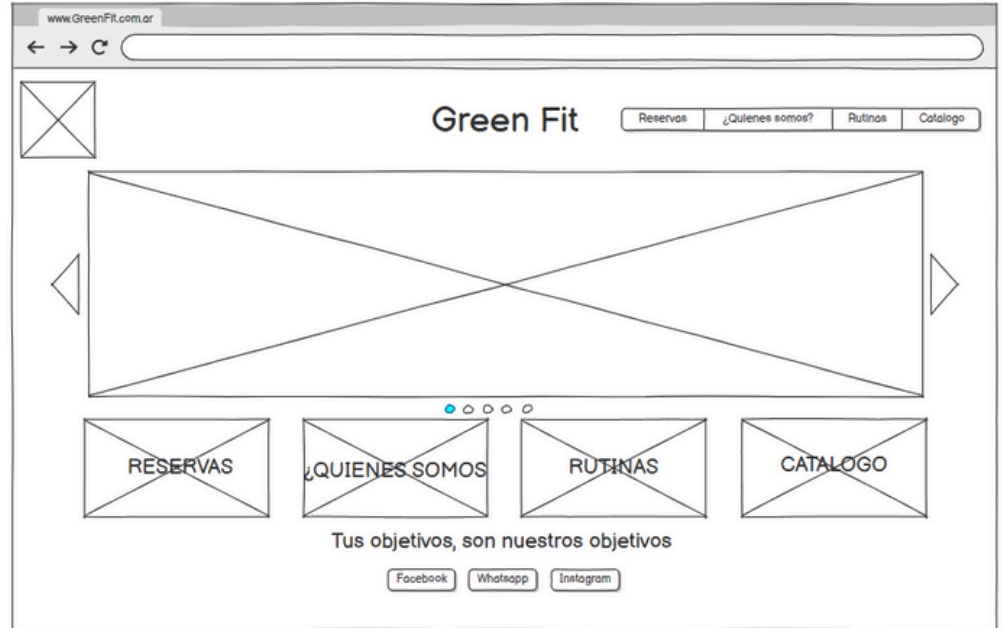 www.GreenFit.com.ar
Green Fit
Reservas ¿Quienes somos? Rutinas Catalogo
RESERVAS ¿QUIENES SOMOS RUTINAS CATALOGO
Tus objetivos, son nuestros objetivos
Facebook Whatsapp Instagram